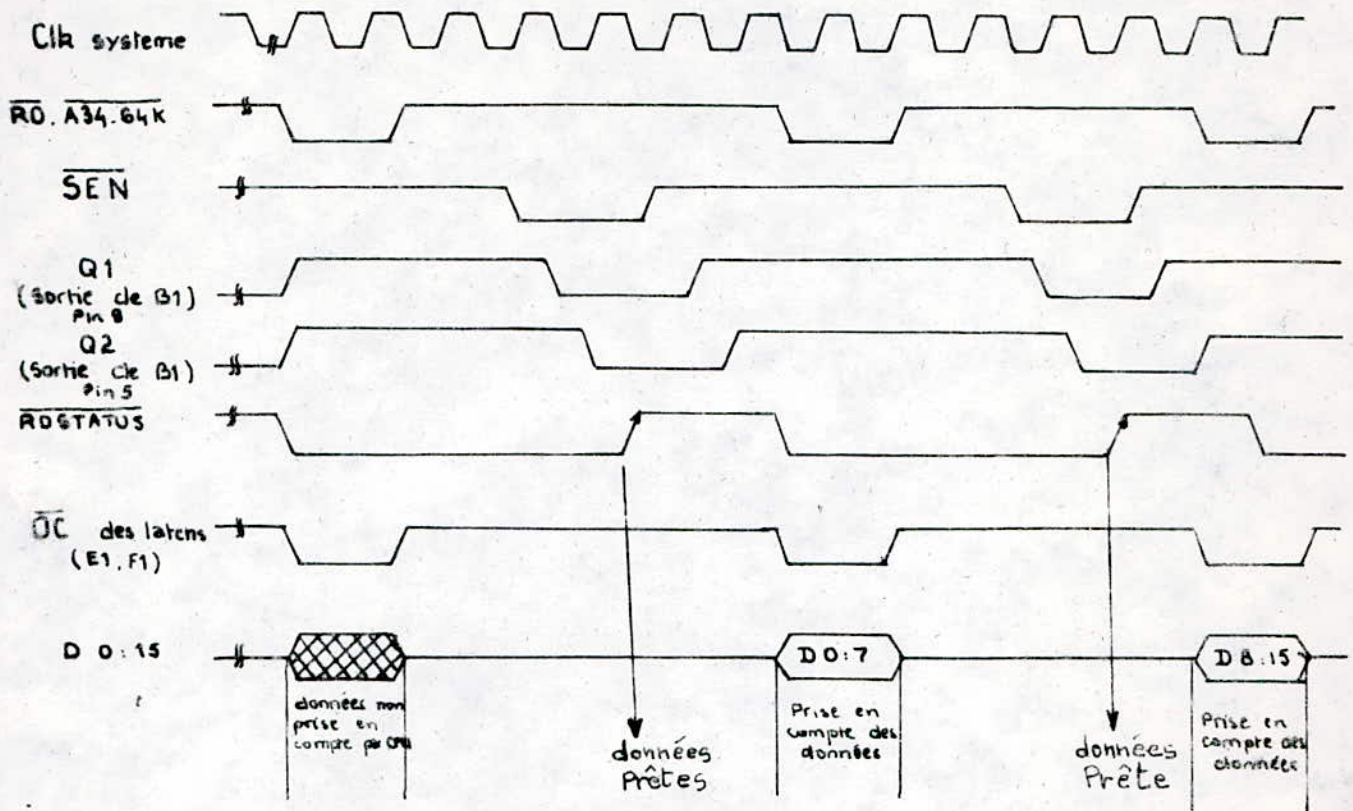 Clk systeme
RD. A34.64K
SEN
Q1
(Sortie de B1)
Pin 8
Q2
(Sortie de B1)
Pin 5
RDSTATUS
OC des latchs
(E1, F1)
D 0:15
D 0:7
D 8:15
données non
prise en
compte par CPU
données
Prêtes
Prise en
compte des
données
données
Prête
Prise en
compte des
données